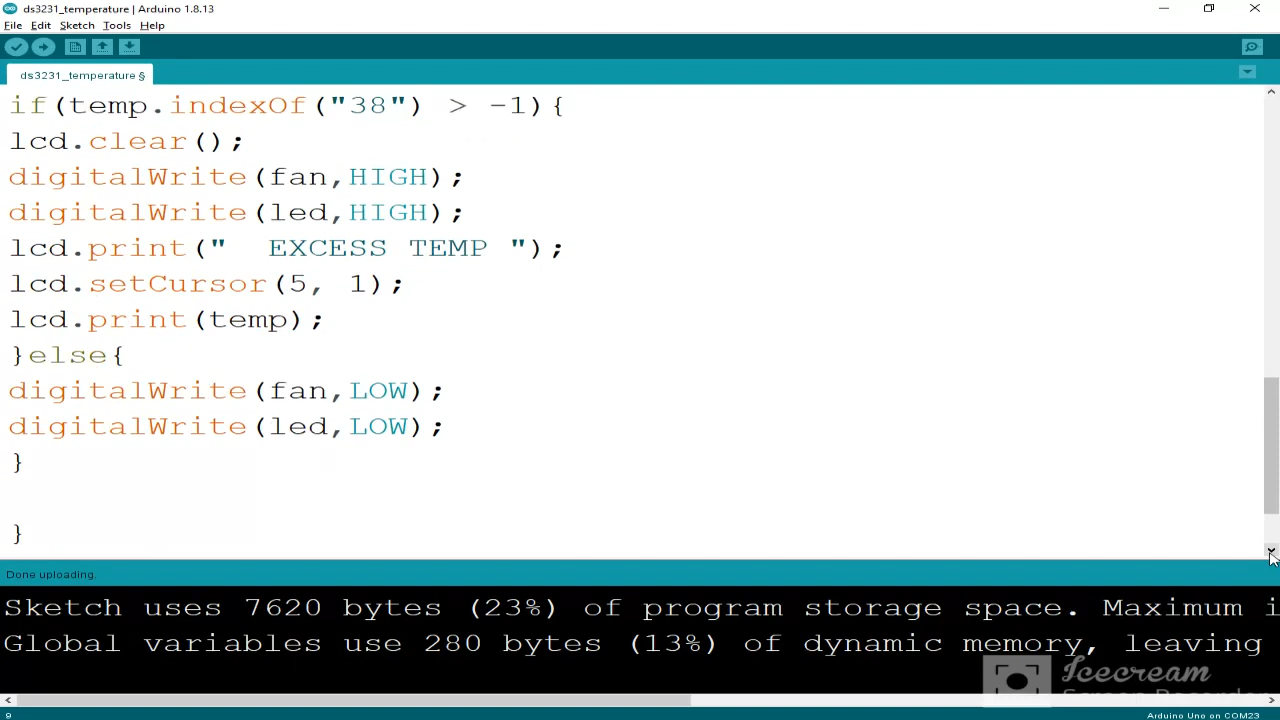 ds3231_temperature | Arduino 1.8.13
File Edit Sketch Tools Help
ds3231_temperature §
if(temp.indexOf("38") > -1){
lcd.clear();
digitalWrite(fan,HIGH);
digitalWrite(led,HIGH);
lcd.print("  EXCESS TEMP ");
lcd.setCursor(5, 1);
lcd.print(temp);
}else{
digitalWrite(fan,LOW);
digitalWrite(led,LOW);
}
}
Done uploading.
Sketch uses 7620 bytes (23%) of program storage space. Maximum i
Global variables use 280 bytes (13%) of dynamic memory, leaving
Icecream
Screen Recorder
9
Arduino Uno on COM23